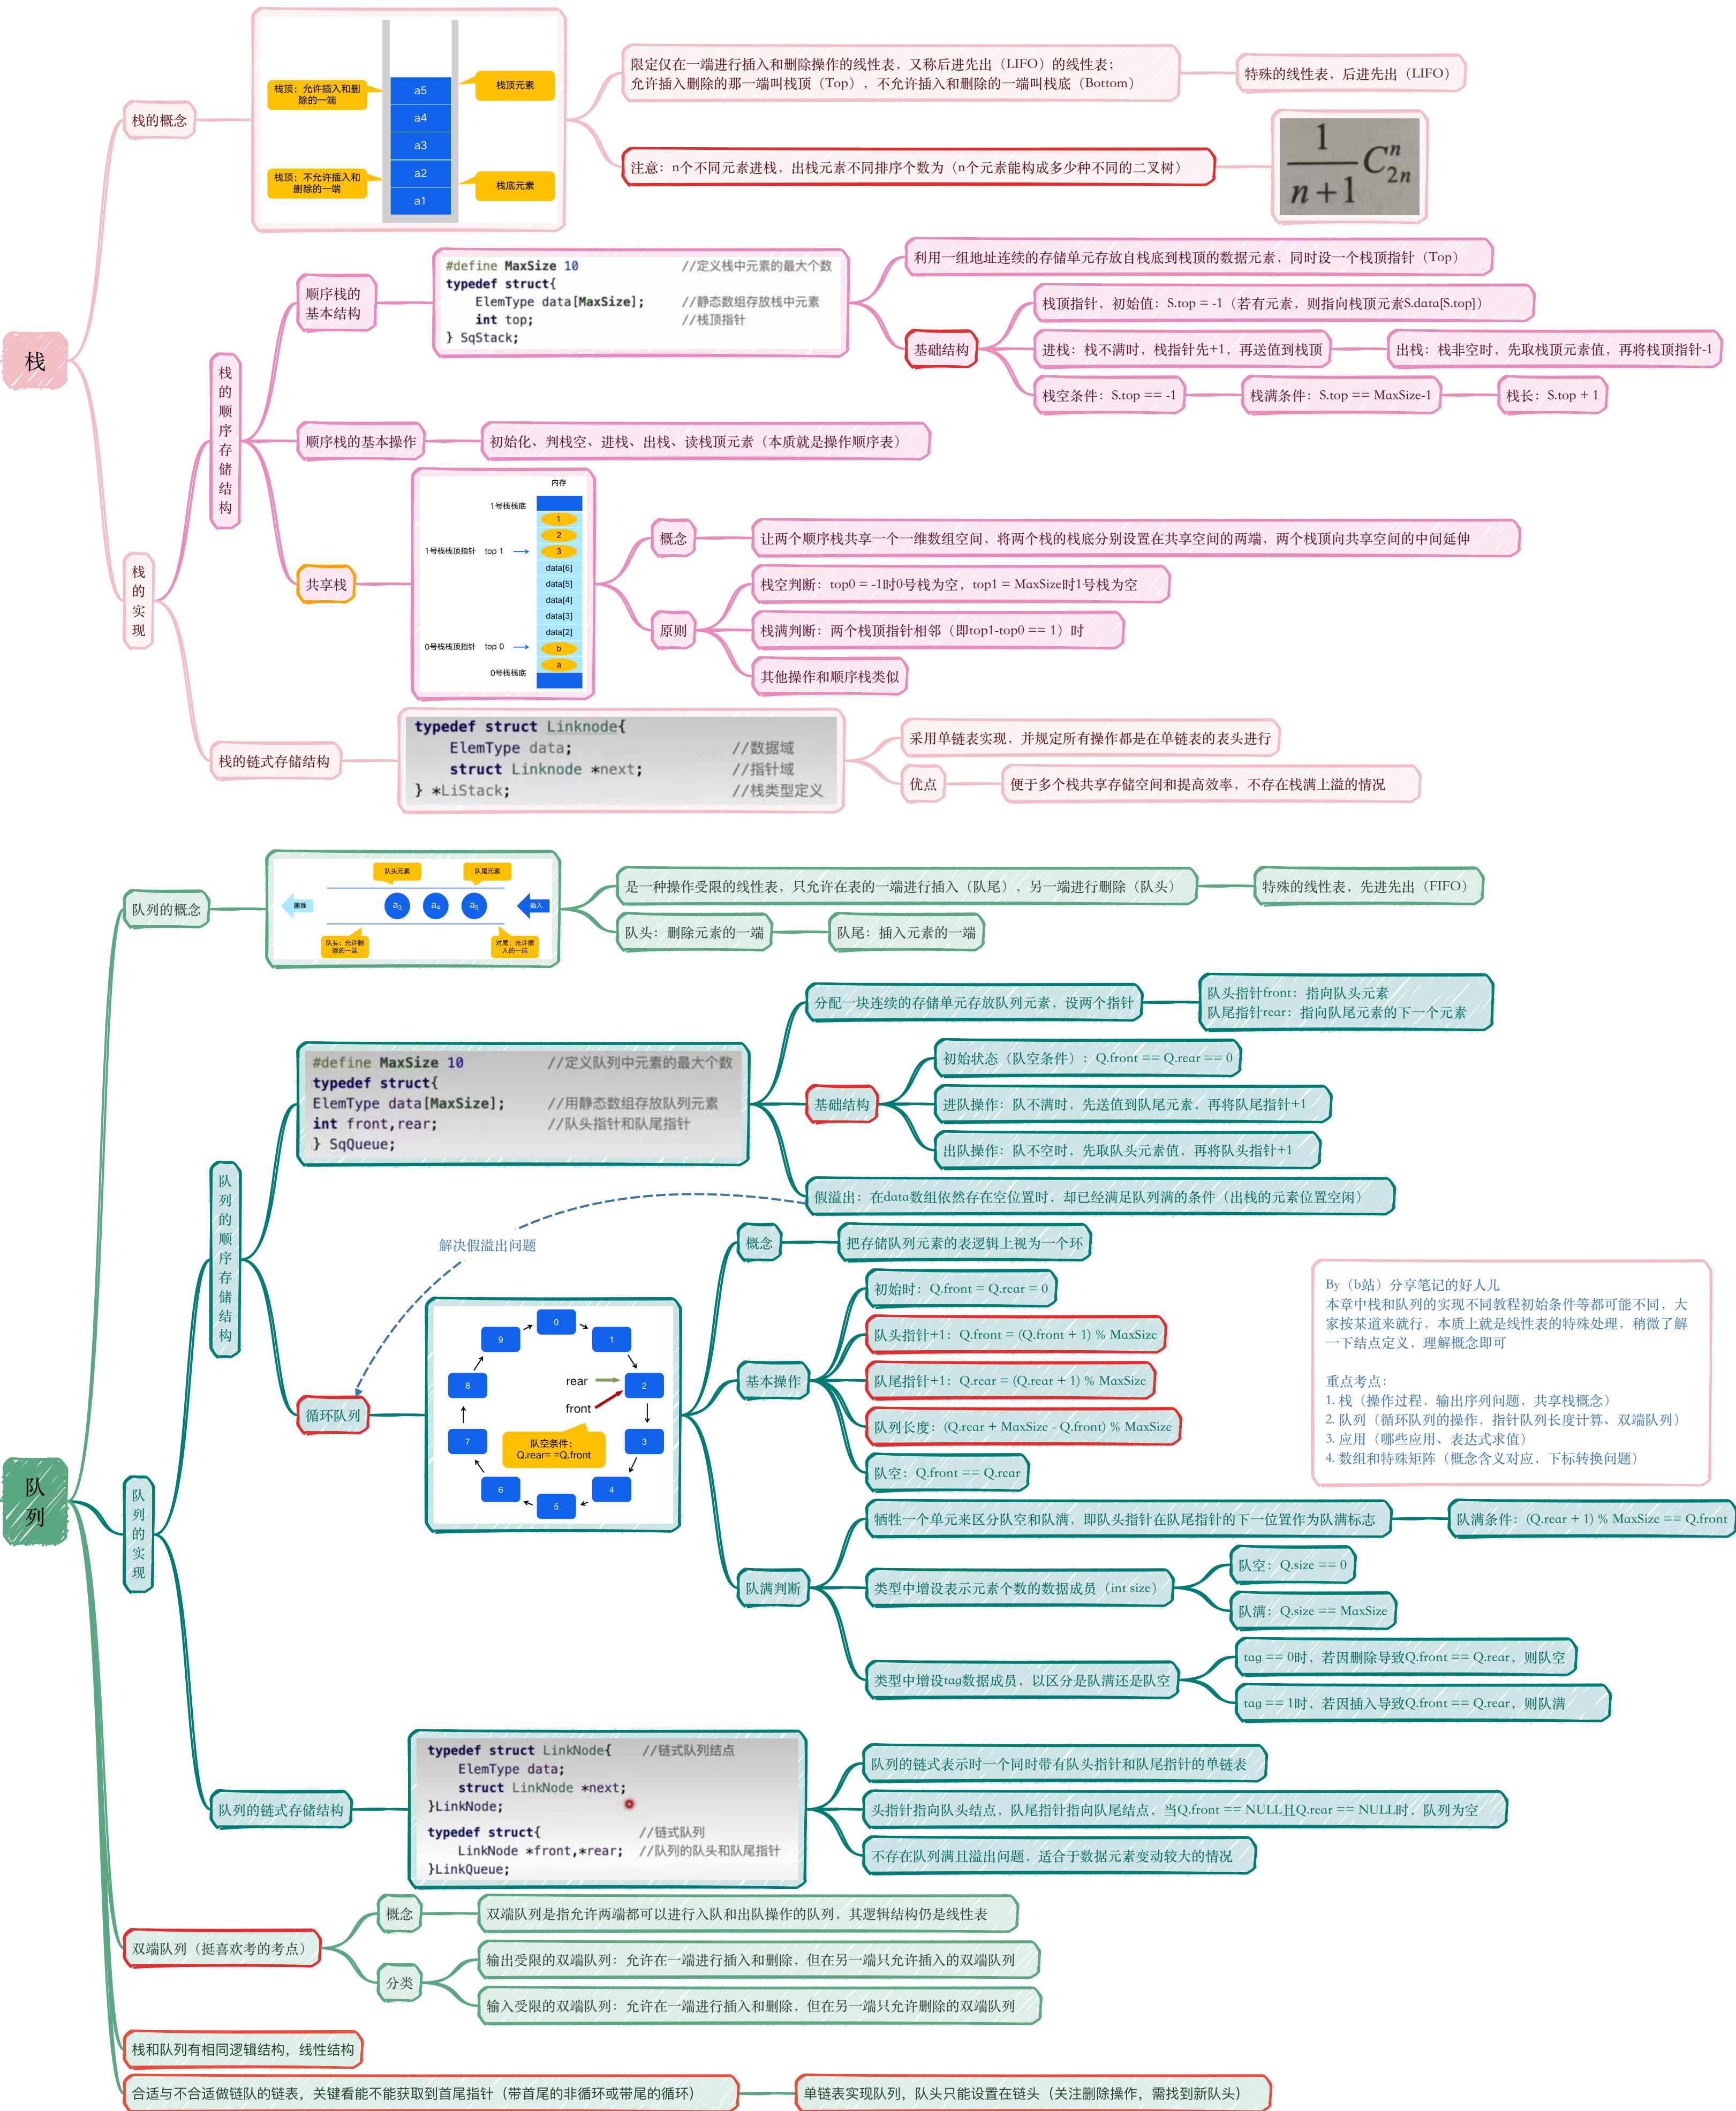 栈
栈的概念
栈顶：允许插入和删
除的一端
栈顶元素
a5
a4
a3
a2
a1
栈顶：不允许插入和
删除的一端
栈底元素
限定仅在一端进行插入和删除操作的线性表，又称后进先出（LIFO）的线性表；
允许插入删除的那一端叫栈顶（Top），不允许插入和删除的一端叫栈底（Bottom）
特殊的线性表，后进先出（LIFO）
注意：n个不同元素进栈，出栈元素不同排序个数为（n个元素能构成多少种不同的二叉树）
1
n+1
C
n
2n
栈的实现
栈的顺序存储结构
顺序栈的
基本结构
#define MaxSize 10 //定义栈中元素的最大个数
typedef struct{
ElemType data[MaxSize]; //静态数组存放栈中元素
int top; //栈顶指针
} SqStack;
利用一组地址连续的存储单元存放自栈底到栈顶的数据元素，同时设一个栈顶指针（Top）
基础结构
栈顶指针，初始值：S.top = -1（若有元素，则指向栈顶元素S.data[S.top]）
进栈：栈不满时，栈指针先+1，再送值到栈顶
出栈：栈非空时，先取栈顶元素值，再将栈顶指针-1
栈空条件：S.top == -1
栈满条件：S.top == MaxSize-1
栈长：S.top + 1
顺序栈的基本操作
初始化、判栈空、进栈、出栈、读栈顶元素（本质就是操作顺序表）
共享栈
内存
1号栈栈底
1
2
1号栈栈顶指针 top 1
3
data[6]
data[5]
data[4]
data[3]
data[2]
0号栈栈顶指针 top 0
b
a
0号栈栈底
概念
让两个顺序栈共享一个一维数组空间，将两个栈的栈底分别设置在共享空间的两端，两个栈顶向共享空间的中间延伸
原则
栈空判断：top0 = -1时0号栈为空，top1 = MaxSize时1号栈为空
栈满判断：两个栈顶指针相邻（即top1-top0 == 1）时
其他操作和顺序栈类似
栈的链式存储结构
typedef struct Linknode{
ElemType data; //数据域
struct Linknode *next; //指针域
} *LiStack; //栈类型定义
采用单链表实现，并规定所有操作都是在单链表的表头进行
优点
便于多个栈共享存储空间和提高效率，不存在栈满上溢的情况
队列
队列的概念
队头元素
队尾元素
删除
a3
a4
a5
插入
队头：允许删
除的一端
对尾：允许插
入的一端
是一种操作受限的线性表，只允许在表的一端进行插入（队尾），另一端进行删除（队头）
特殊的线性表，先进先出（FIFO）
队头：删除元素的一端
队尾：插入元素的一端
队列的实现
队列的顺序存储结构
#define MaxSize 10 //定义队列中元素的最大个数
typedef struct{
ElemType data[MaxSize]; //用静态数组存放队列元素
int front,rear; //队头指针和队尾指针
} SqQueue;
分配一块连续的存储单元存放队列元素，设两个指针
队头指针front：指向队头元素
队尾指针rear：指向队尾元素的下一个元素
基础结构
初始状态（队空条件）：Q.front == Q.rear == 0
进队操作：队不满时，先送值到队尾元素，再将队尾指针+1
出队操作：队不空时，先取队头元素值，再将队头指针+1
假溢出：在data数组依然存在空位置时，却已经满足队列满的条件（出栈的元素位置空闲）
解决假溢出问题
循环队列
0
1
2
3
4
5
6
7
8
9
rear
front
队空条件：
Q.rear= =Q.front
概念
把存储队列元素的表逻辑上视为一个环
基本操作
初始时：Q.front = Q.rear = 0
队头指针+1：Q.front = (Q.front + 1) % MaxSize
队尾指针+1：Q.rear = (Q.rear + 1) % MaxSize
队列长度：(Q.rear + MaxSize - Q.front) % MaxSize
队空：Q.front == Q.rear
By（b站）分享笔记的好人儿
本章中栈和队列的实现不同教程初始条件等都可能不同，大
家按某道来就行，本质上就是线性表的特殊处理，稍微了解
一下结点定义，理解概念即可
重点考点：
1. 栈（操作过程，输出序列问题，共享栈概念）
2. 队列（循环队列的操作，指针队列长度计算、双端队列）
3. 应用（哪些应用、表达式求值）
4. 数组和特殊矩阵（概念含义对应，下标转换问题）
队满判断
牺牲一个单元来区分队空和队满，即队头指针在队尾指针的下一位置作为队满标志
队满条件：(Q.rear + 1) % MaxSize == Q.front
类型中增设表示元素个数的数据成员（int size）
队空：Q.size == 0
队满：Q.size == MaxSize
类型中增设tag数据成员，以区分是队满还是队空
tag == 0时，若因删除导致Q.front == Q.rear，则队空
tag == 1时，若因插入导致Q.front == Q.rear，则队满
队列的链式存储结构
typedef struct LinkNode{ //链式队列结点
ElemType data;
struct LinkNode *next;
}LinkNode;
typedef struct{ //链式队列
LinkNode *front,*rear; //队列的队头和队尾指针
}LinkQueue;
队列的链式表示时一个同时带有队头指针和队尾指针的单链表
头指针指向队头结点，队尾指针指向队尾结点，当Q.front == NULL且Q.rear == NULL时，队列为空
不存在队列满且溢出问题，适合于数据元素变动较大的情况
双端队列（挺喜欢考的考点）
概念
双端队列是指允许两端都可以进行入队和出队操作的队列，其逻辑结构仍是线性表
分类
输出受限的双端队列：允许在一端进行插入和删除，但在另一端只允许插入的双端队列
输入受限的双端队列：允许在一端进行插入和删除，但在另一端只允许删除的双端队列
栈和队列有相同逻辑结构，线性结构
合适与不合适做链队的链表，关键看能不能获取到首尾指针（带首尾的非循环或带尾的循环）
单链表实现队列，队头只能设置在链头（关注删除操作，需找到新队头）